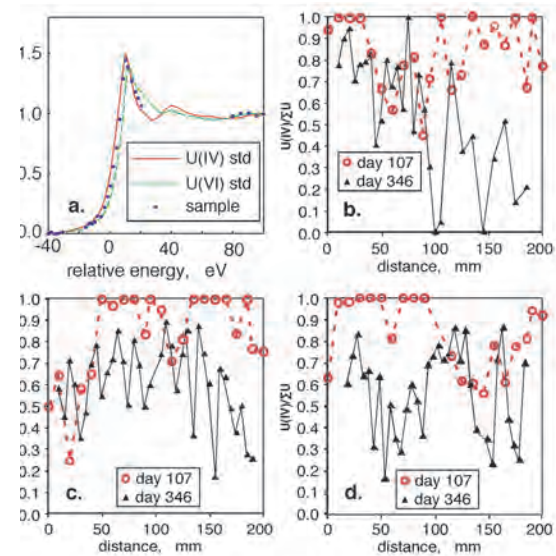 a.
1.5
1.0
0.5
0.0
U(IV) std
U(VI) std
sample
-40 0 40 80
relative energy, eV
U(IV)/ΣU
1.0
0.9
0.8
0.7
0.6
0.5
0.4
0.3
0.2
0.1
0.0
day 107
day 346
b.
0 50 100 150 200
distance, mm
1.0
0.9
0.8
0.7
0.6
0.5
0.4
0.3
0.2
0.1
0.0
c.
day 107
day 346
0 50 100 150 200
distance, mm
U(IV)/ΣU
1.0
0.9
0.8
0.7
0.6
0.5
0.4
0.3
0.2
0.1
0.0
day 107
day 346
d.
0 50 100 150 200
distance, mm